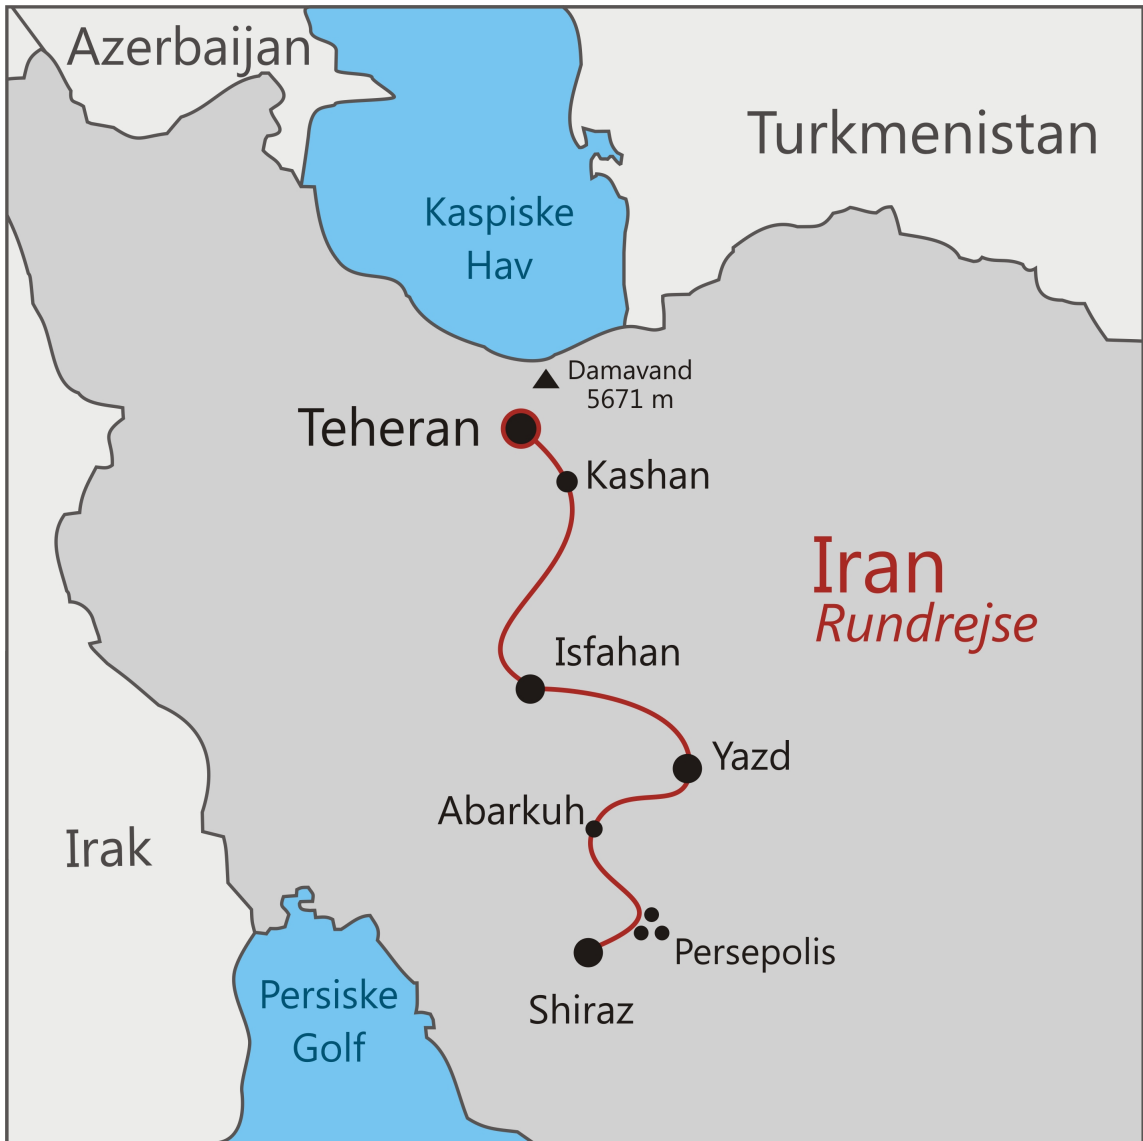 Azerbaijan
Turkmenistan
Kaspiske
Hav
Damavand
5671 m
Teheran
Kashan
Iran
Rundrejse
Isfahan
Yazd
Abarkuh
Irak
Persepolis
Persiske
Golf
Shiraz